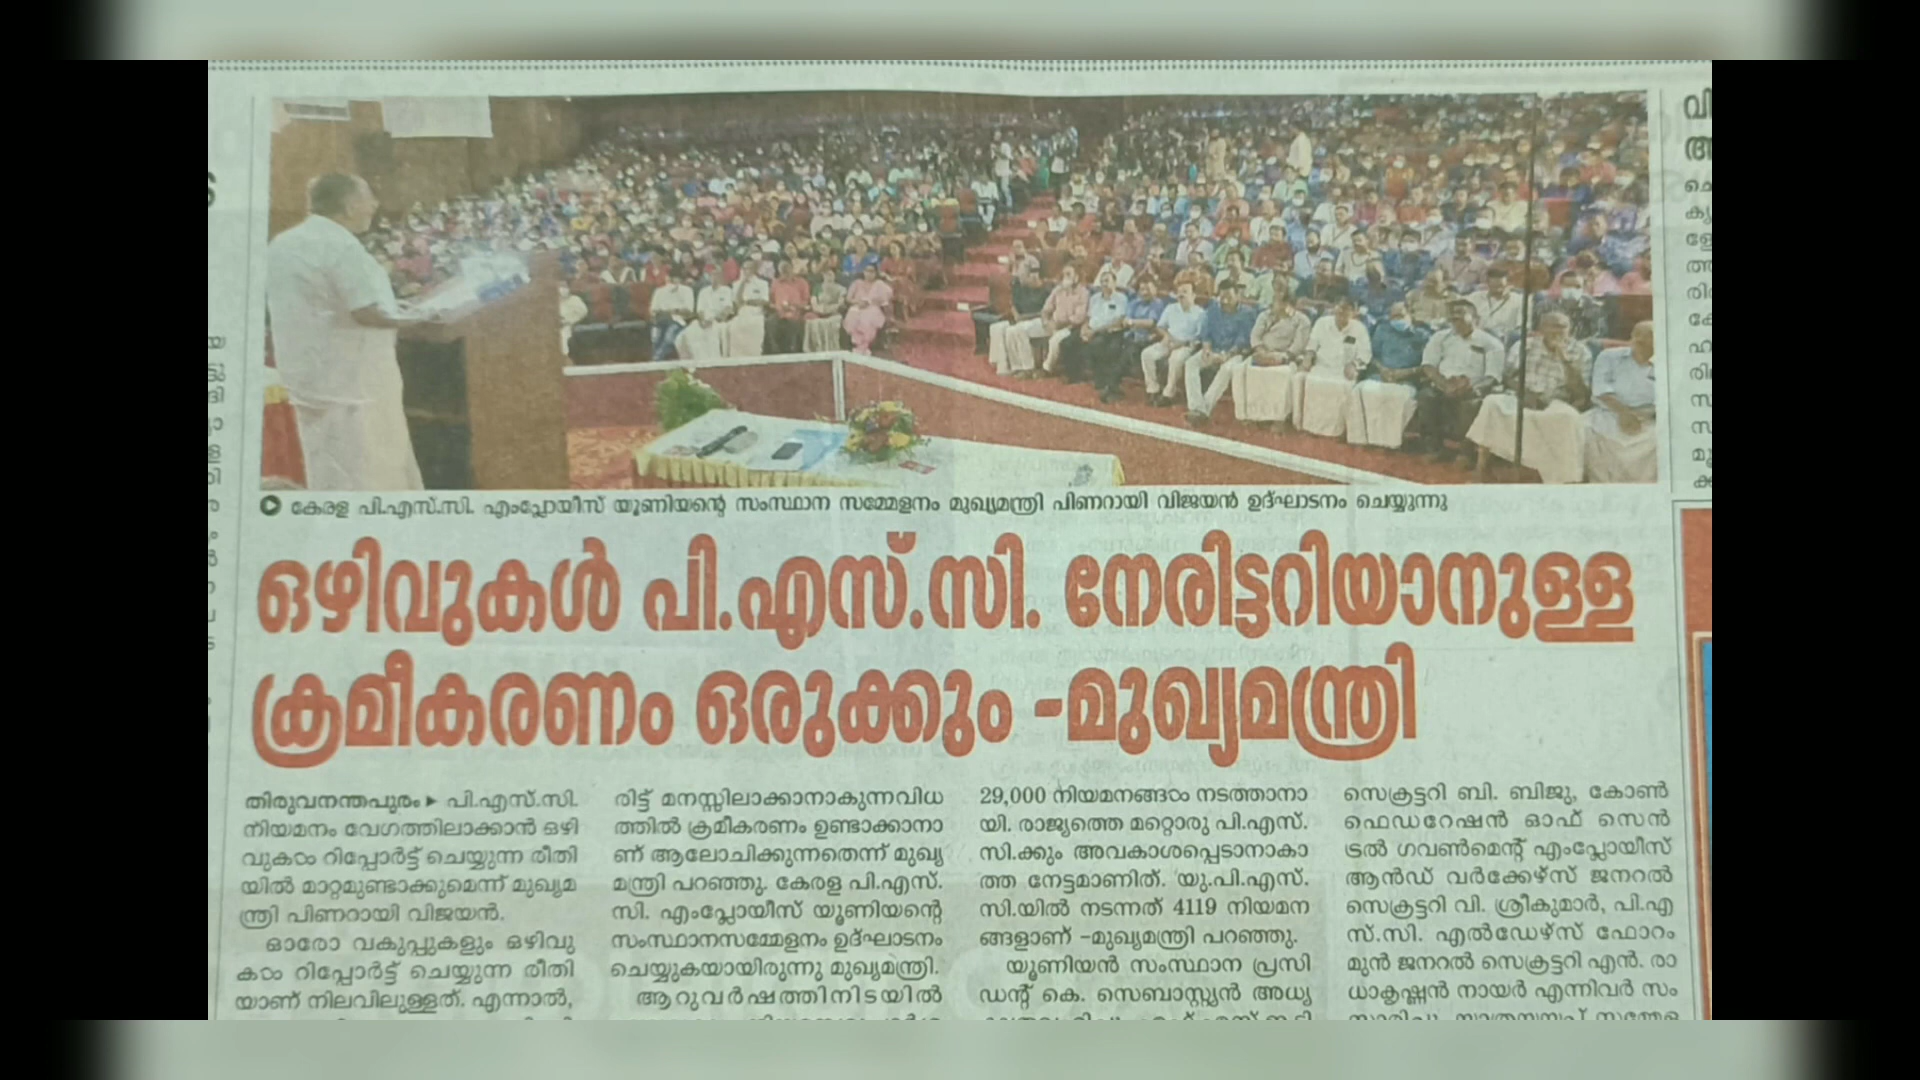 കേരള പി.എസ്.സി. എംപ്ലോയീസ് യൂണിയന്റെ സംസ്ഥാന സമ്മേളനം മുഖ്യമന്ത്രി പിണറായി വിജയൻ ഉദ്ഘാടനം ചെയ്യുന്നു
ഒഴിവുകൾ പി.എസ്.സി. നേരിട്ടറിയാനുള്ള
ക്രമീകരണം ഒരുക്കും -മുഖ്യമന്ത്രി
തിരുവനന്തപുരം ▸ പി.എസ്.സി.
നിയമനം വേഗത്തിലാക്കാൻ ഒഴി
വുകൾ റിപ്പോർട്ട് ചെയ്യുന്ന രീതി
യിൽ മാറ്റമുണ്ടാക്കുമെന്ന് മുഖ്യമ
ന്ത്രി പിണറായി വിജയൻ.
ഓരോ വകുപ്പുകളും ഒഴിവു
കൾ റിപ്പോർട്ട് ചെയ്യുന്ന രീതി
യാണ് നിലവിലുള്ളത്. എന്നാൽ,
രിട്ട് മനസ്സിലാക്കാനാകുന്നവിധ
ത്തിൽ ക്രമീകരണം ഉണ്ടാക്കാനാ
ണ് ആലോചിക്കുന്നതെന്ന് മുഖ്യ
മന്ത്രി പറഞ്ഞു. കേരള പി.എസ്.
സി. എംപ്ലോയീസ് യൂണിയന്റെ
സംസ്ഥാനസമ്മേളനം ഉദ്ഘാടനം
ചെയ്യുകയായിരുന്നു മുഖ്യമന്ത്രി.
ആറുവർഷത്തിനിടയിൽ
29,000 നിയമനങ്ങൾ നടത്താനാ
യി. രാജ്യത്തെ മറ്റൊരു പി.എസ്.
സി.ക്കും അവകാശപ്പെടാനാകാ
ത്ത നേട്ടമാണിത്. യു.പി.എസ്.
സി.യിൽ നടന്നത് 4119 നിയമന
ങ്ങളാണ് -മുഖ്യമന്ത്രി പറഞ്ഞു.
യൂണിയൻ സംസ്ഥാന പ്രസി
ഡന്റ് കെ. സെബാസ്റ്റ്യൻ അധ്യ
സെക്രട്ടറി ബി. ബിജു, കോൺ
ഫെഡറേഷൻ ഓഫ് സെൻ
ട്രൽ ഗവൺമെന്റ് എംപ്ലോയീസ്
ആൻഡ് വർക്കേഴ്സ് ജനറൽ
സെക്രട്ടറി വി. ശ്രീകുമാർ, പി.എ
സ്.സി. എൽഡേഴ്സ് ഫോറം
മുൻ ജനറൽ സെക്രട്ടറി എൻ. രാ
ധാകൃഷ്ണൻ നായർ എന്നിവർ സം